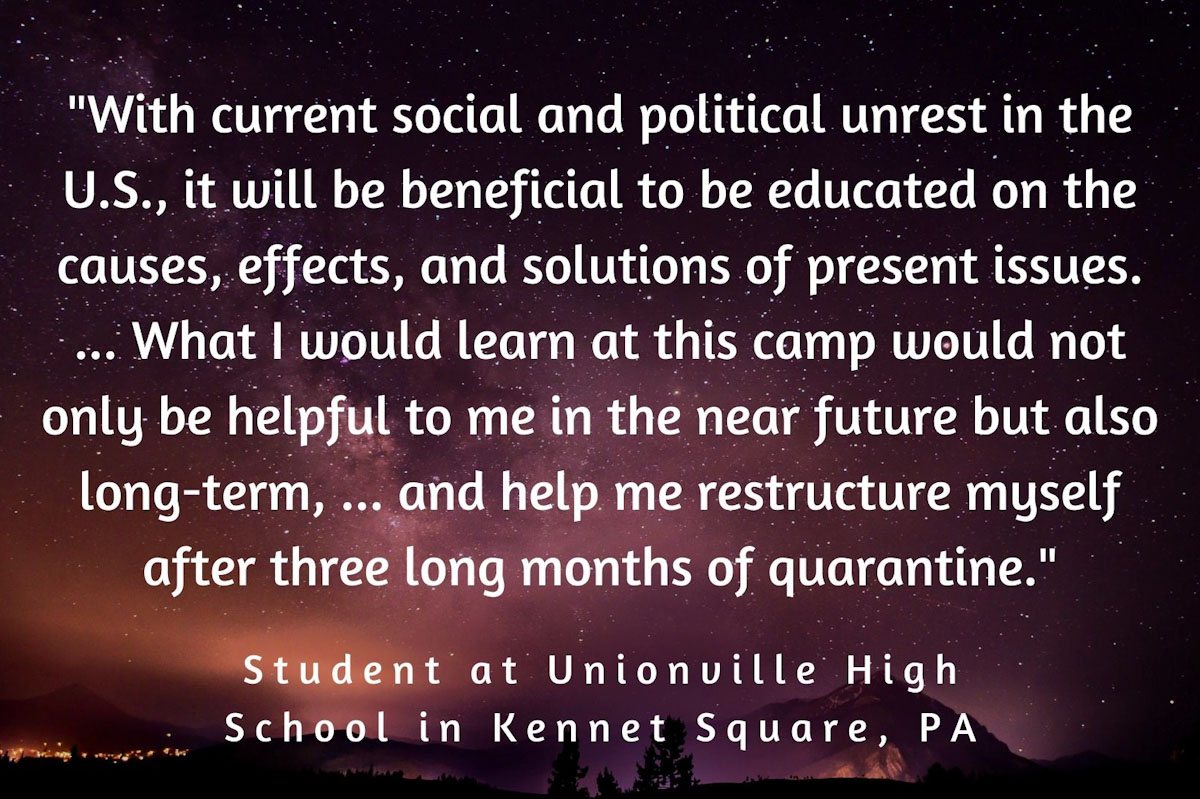 "With current social and political unrest in the
U.S., it will be beneficial to be educated on the
causes, effects, and solutions of present issues.
... What I would learn at this camp would not
only be helpful to me in the near future but also
long-term, ... and help me restructure myself
after three long months of quarantine."
Student at Unionville High
School in Kennet Square, PA